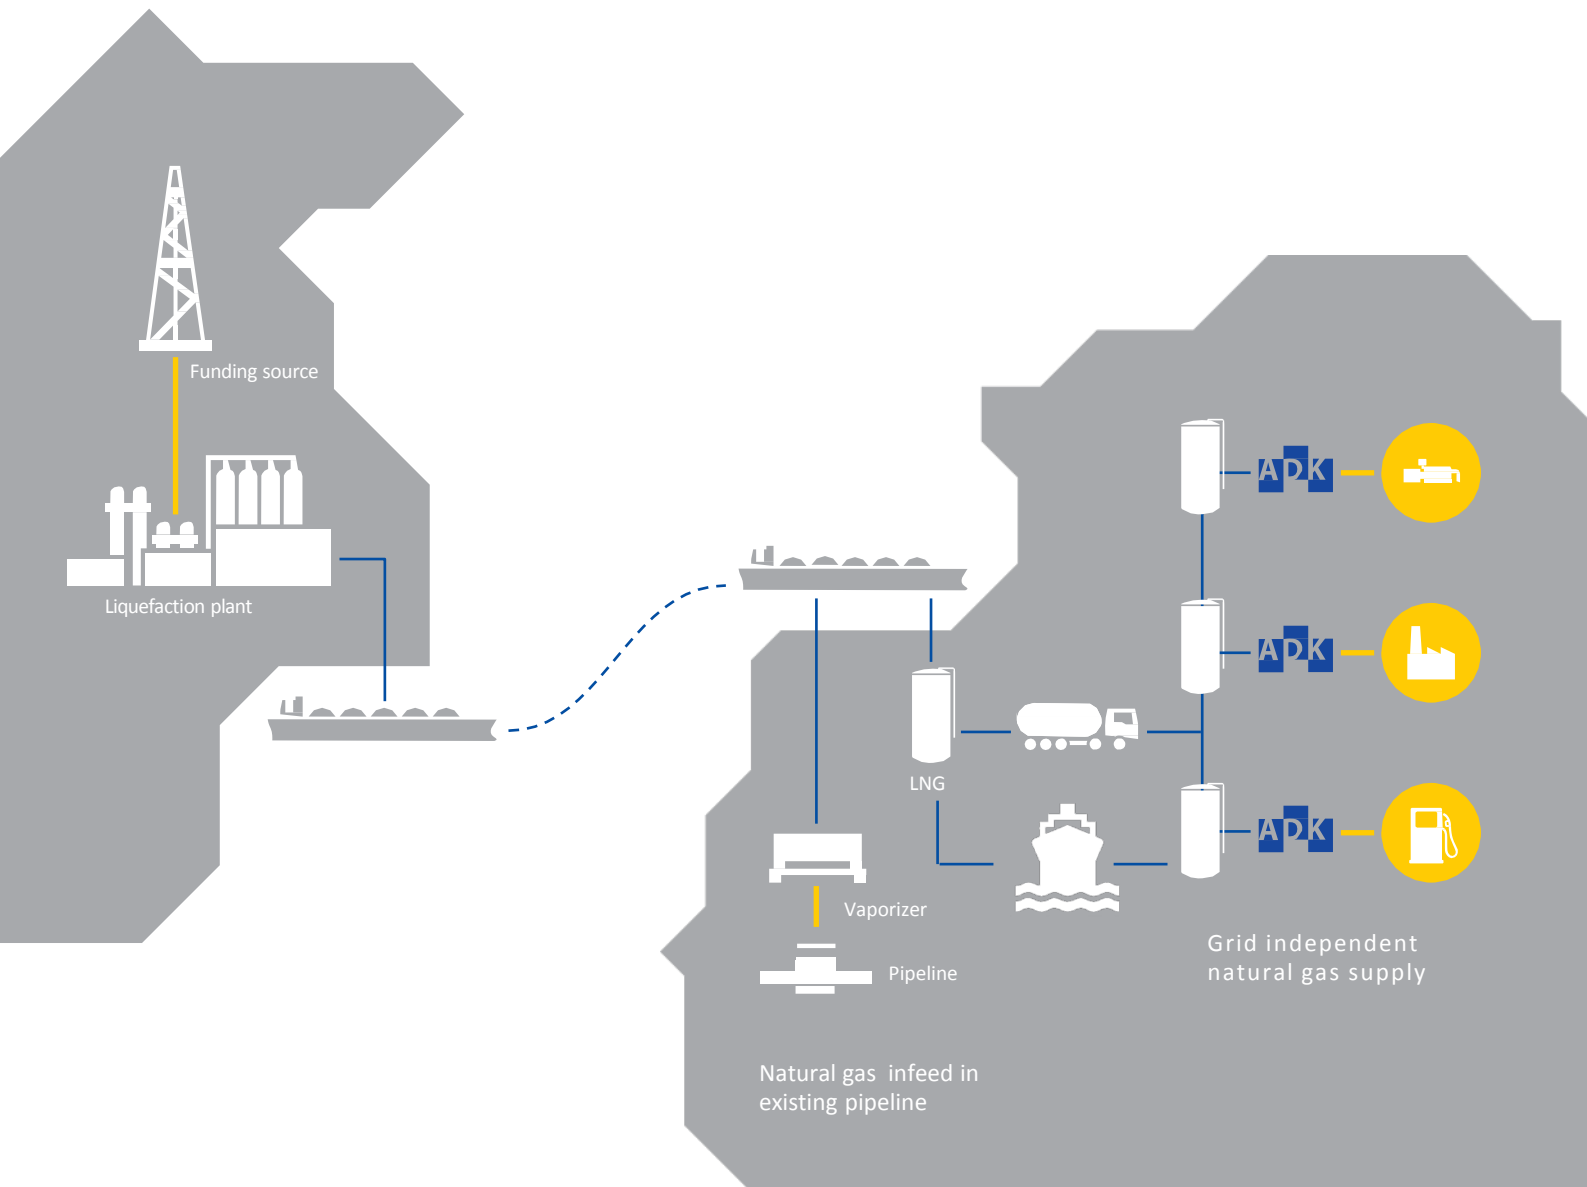 Funding source
Liquefaction plant
ADK
ADK
LNG
ADK
Vaporizer
Pipeline
Grid independent
natural gas supply
Natural gas infeed in
existing pipeline